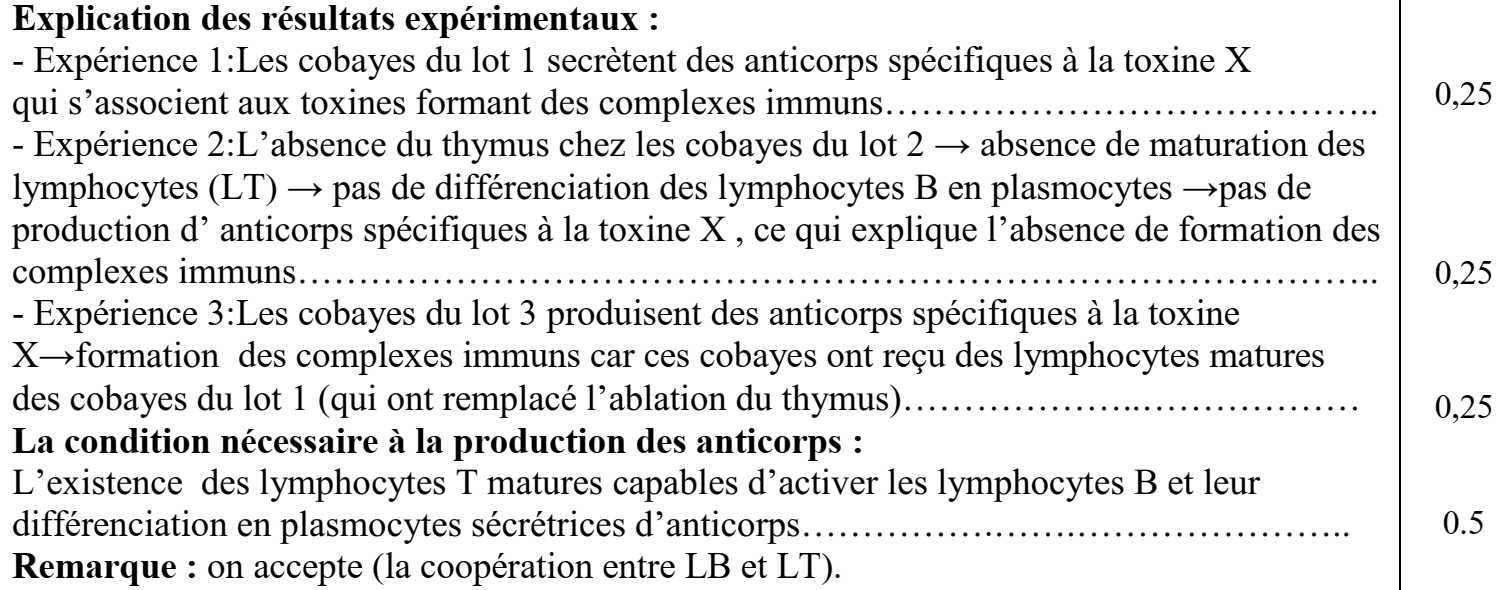 Explication des résultats expérimentaux :
- Expérience 1:Les cobayes du lot 1 secrètent des anticorps spécifiques à la toxine X
qui s’associent aux toxines formant des complexes immuns……………………………………….. 0,25
- Expérience 2:L’absence du thymus chez les cobayes du lot 2 → absence de maturation des
lymphocytes (LT) → pas de différenciation des lymphocytes B en plasmocytes →pas de
production d’ anticorps spécifiques à la toxine X , ce qui explique l’absence de formation des
complexes immuns…………………………………………………………………………………….. 0,25
- Expérience 3:Les cobayes du lot 3 produisent des anticorps spécifiques à la toxine
X→formation  des complexes immuns car ces cobayes ont reçu des lymphocytes matures
des cobayes du lot 1 (qui ont remplacé l’ablation du thymus)…………………..……………… 0,25
La condition nécessaire à la production des anticorps :
L’existence  des lymphocytes T matures capables d’activer les lymphocytes B et leur
différenciation en plasmocytes sécrétrices d’anticorps…………….…….………………….. 0.5
Remarque : on accepte (la coopération entre LB et LT).